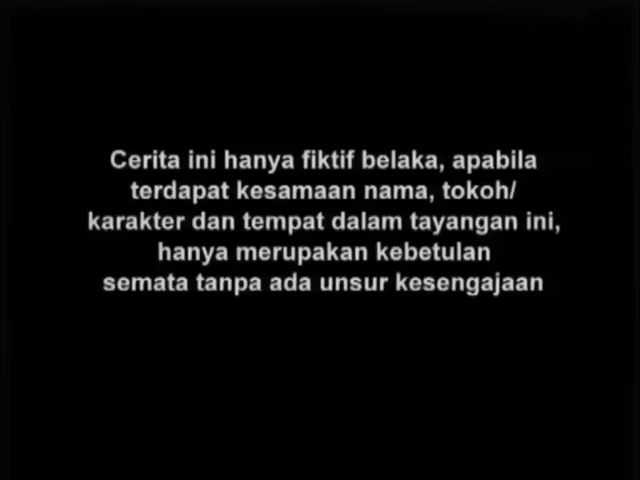 Cerita ini hanya fiktif belaka, apabila
terdapat kesamaan nama, tokoh/
karakter dan tempat dalam tayangan ini,
hanya merupakan kebetulan
semata tanpa ada unsur kesengajaan